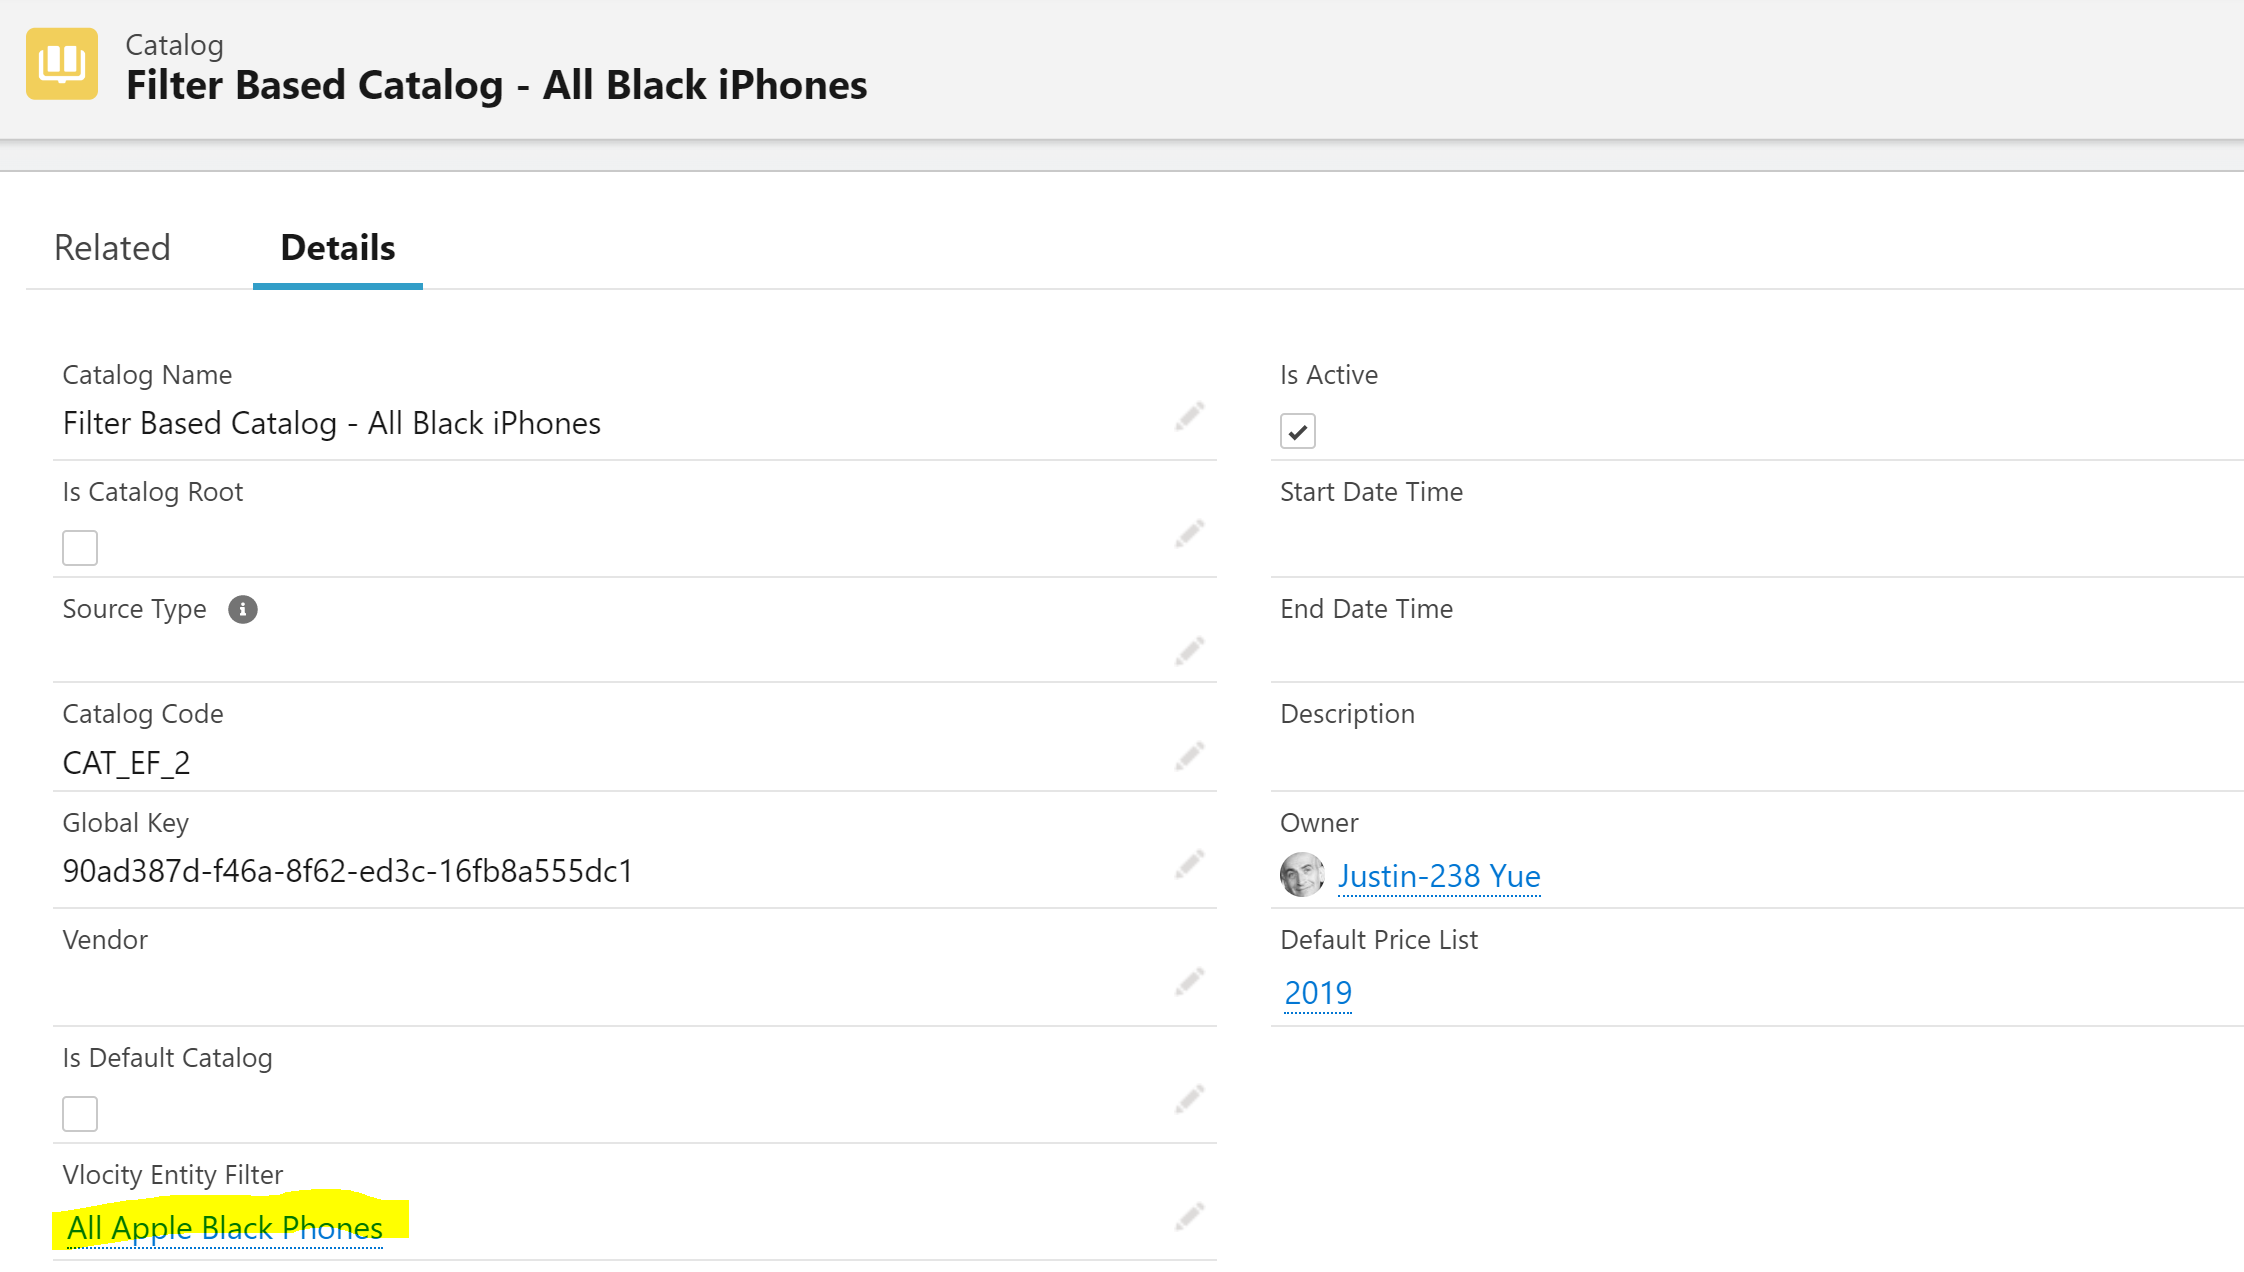 Catalog
Filter Based Catalog - All Black iPhones
Related
Details
Catalog Name
Filter Based Catalog - All Black iPhones
Is Active
Is Catalog Root
Start Date Time
Source Type
End Date Time
Catalog Code
CAT_EF_2
Description
Global Key
90ad387d-f46a-8f62-ed3c-16fb8a555dc1
Owner
Justin-238 Yue
Vendor
Default Price List
2019
Is Default Catalog
Vlocity Entity Filter
All Apple Black Phones